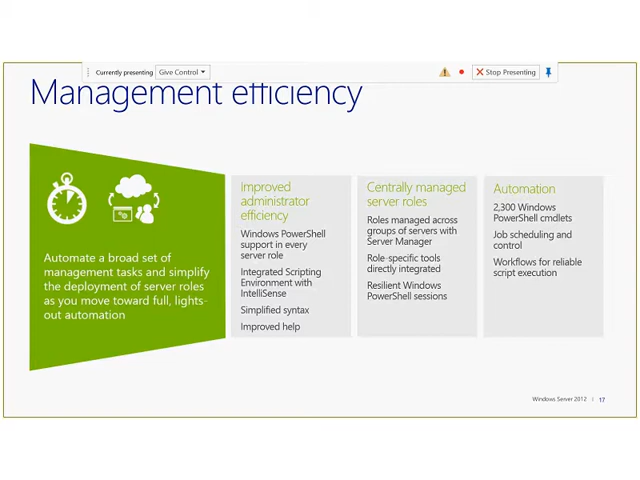 Currently presenting Give Control Stop Presenting
Management efficiency
Automate a broad set of
management tasks and simplify
the deployment of server roles
as you move toward full, lights-
out automation
Improved
administrator
efficiency
Windows PowerShell
support in every
server role
Integrated Scripting
Environment with
IntelliSense
Simplified syntax
Improved help
Centrally managed
server roles
Roles managed across
groups of servers with
Server Manager
Role-specific tools
directly integrated
Resilient Windows
PowerShell sessions
Automation
2,300 Windows
PowerShell cmdlets
Job scheduling and
control
Workflows for reliable
script execution
Windows Server 2012 | 17